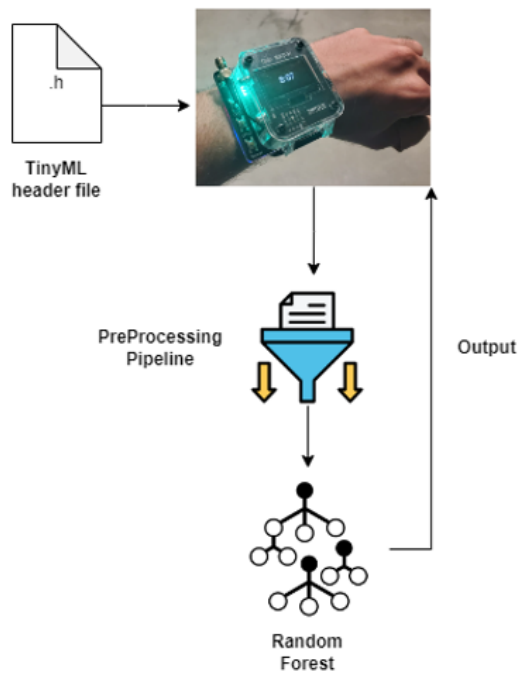 .h
TinyML
header file
PreProcessing
Pipeline
Output
Random
Forest